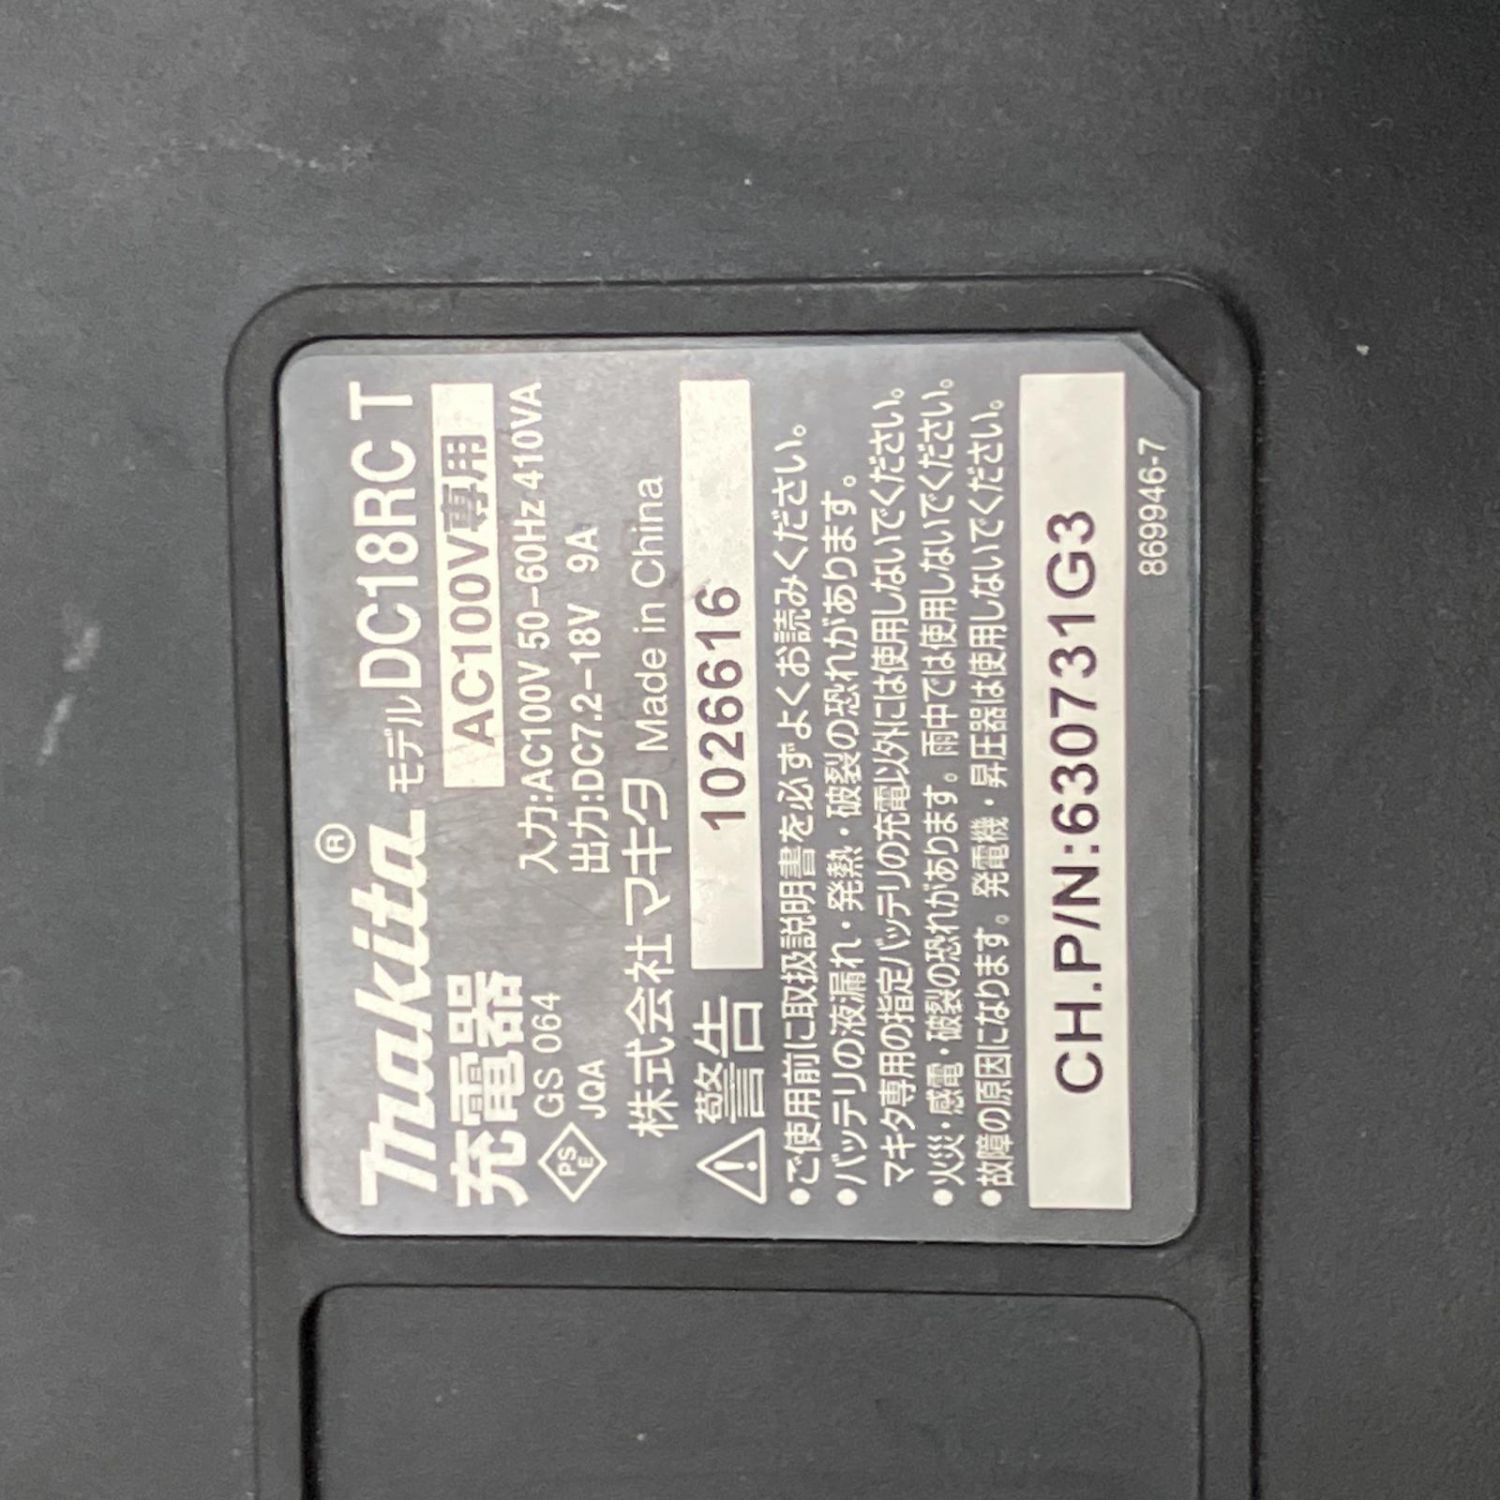 makita® モデル DC18RC T
充電器 AC100V専用
PSE GS 064 入力:AC100V 50-60Hz 410VA
JQA 出力:DC7.2-18V 9A
株式会社マキタ Made in China
⚠警告 1026616
●ご使用前に取扱説明書を必ずよくお読みください。
●バッテリの液漏れ・発熱・破裂の恐れがあります。
マキタ専用の指定バッテリの充電以外には使用しないでください。
●火災・感電・破裂の恐れがあります。雨中では使用しないでください。
●故障の原因になります。発電機・昇圧器は使用しないでください。
CH.P/N:630731G3
869946-7